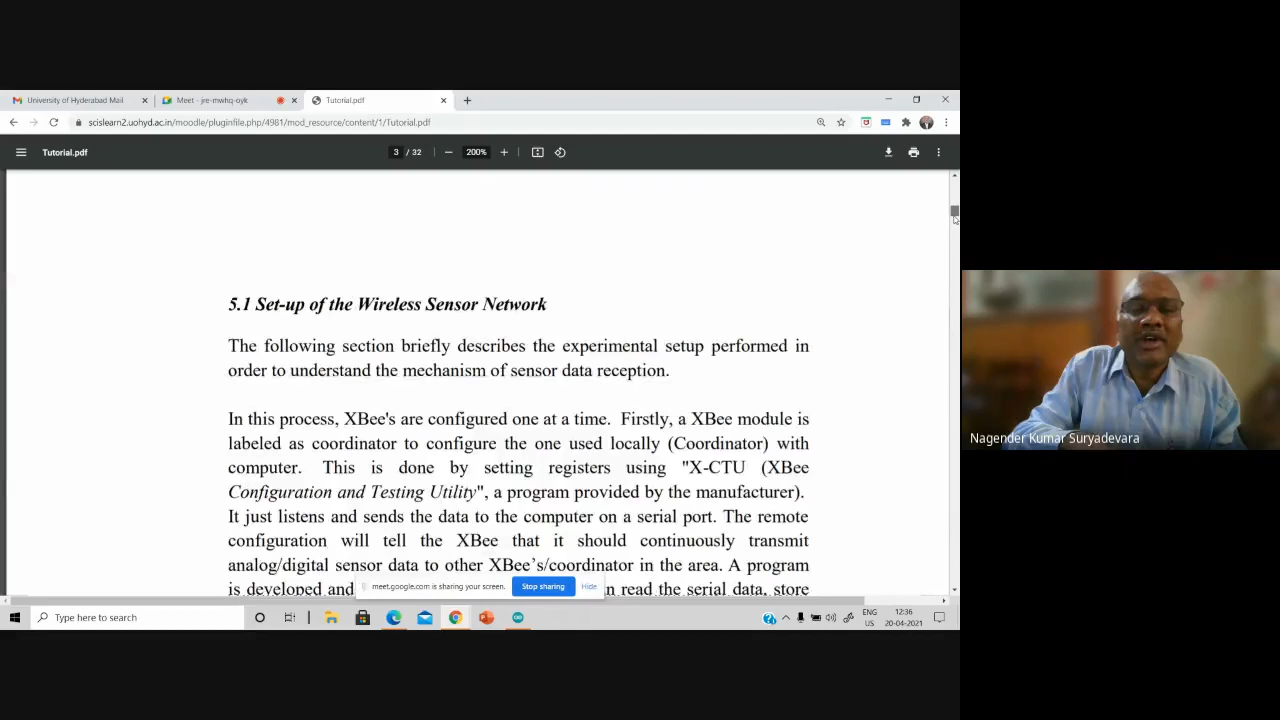 University of Hyderabad Mail
Meet - jre-mwhq-oyk
Tutorial.pdf
scislearn2.uohyd.ac.in/moodle/pluginfile.php/4981/mod_resource/content/1/Tutorial.pdf
Tutorial.pdf
3 / 32
200%
5.1 Set-up of the Wireless Sensor Network
The following section briefly describes the experimental setup performed in
order to understand the mechanism of sensor data reception.
In this process, XBee's are configured one at a time. Firstly, a XBee module is
labeled as coordinator to configure the one used locally (Coordinator) with
computer. This is done by setting registers using "X-CTU (XBee
Configuration and Testing Utility", a program provided by the manufacturer).
It just listens and sends the data to the computer on a serial port. The remote
configuration will tell the XBee that it should continuously transmit
analog/digital sensor data to other XBee's/coordinator in the area. A program
is developed and
n read the serial data, store
meet.google.com is sharing your screen.
Stop sharing
Hide
Type here to search
ENG
US
12:36
20-04-2021
Nagender Kumar Suryadevara